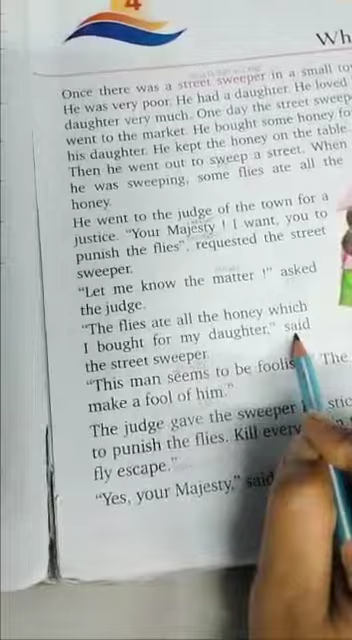 4
Wh
Once there was a street sweeper in a small to
He was very poor. He had a daughter. He loved
daughter very much. One day the street sweep
went to the market. He bought some honey fo
his daughter. He kept the honey on the table.
Then he went out to sweep a street. When
he was sweeping, some flies ate all the
honey.
He went to the judge of the town for a
justice. "Your Majesty ! I want, you to
punish the flies", requested the street
sweeper.
"Let me know the matter !" asked
the judge.
"The flies ate all the honey which
I bought for my daughter," said
the street sweeper.
"This man seems to be foolis The
make a fool of him."
The judge gave the sweeper stic
to punish the flies. Kill every
fly escape."
"Yes, your Majesty," said